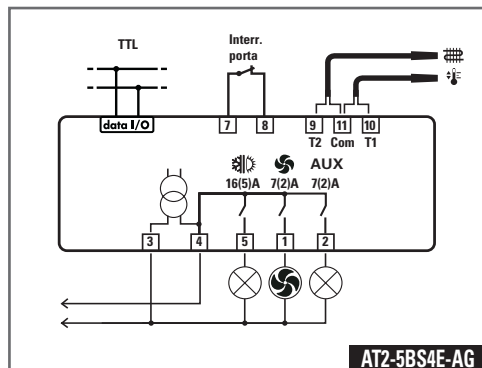 TTL
Interr.
porta
data I/O
7 8 9 11 10
T2 Com T1
AUX
16(5)A 7(2)A 7(2)A
3 4 5 1 2
AT2-5BS4E-AG